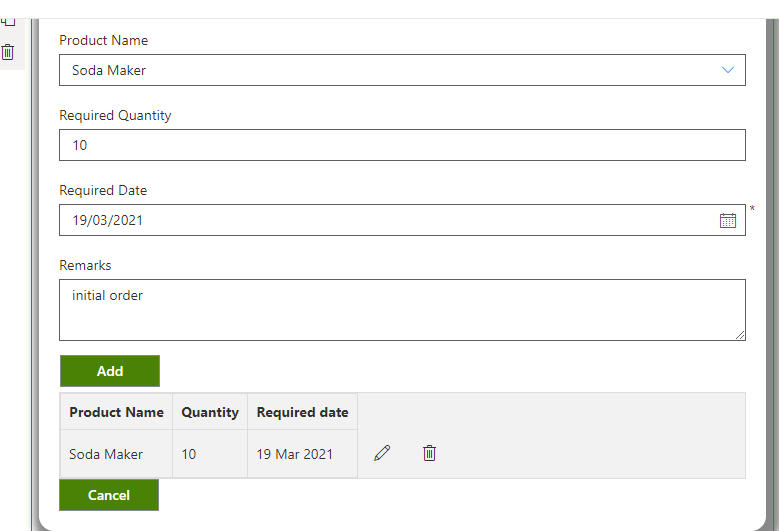 Product Name
Soda Maker
Required Quantity
10
Required Date
19/03/2021
*
Remarks
initial order
Add
Product Name Quantity Required date
Soda Maker 10 19 Mar 2021
Cancel